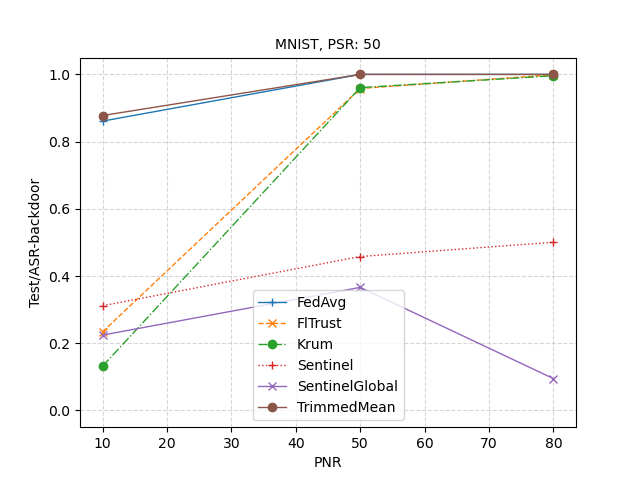 MNIST, PSR: 50
Test/ASR-backdoor
1.0
0.8
0.6
0.4
0.2
0.0
FedAvg
FlTrust
Krum
Sentinel
SentinelGlobal
TrimmedMean
10 20 30 40 50 60 70 80
PNR